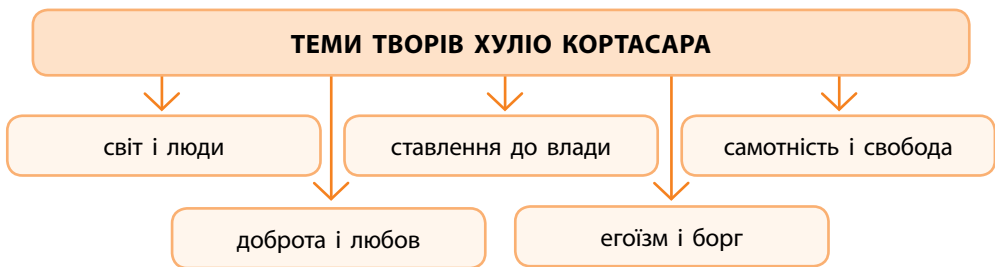 ТЕМИ ТВОРІВ ХУЛІО КОРТАСАРА
світ і люди
ставлення до влади
самотність і свобода
доброта і любов
егоїзм і борг